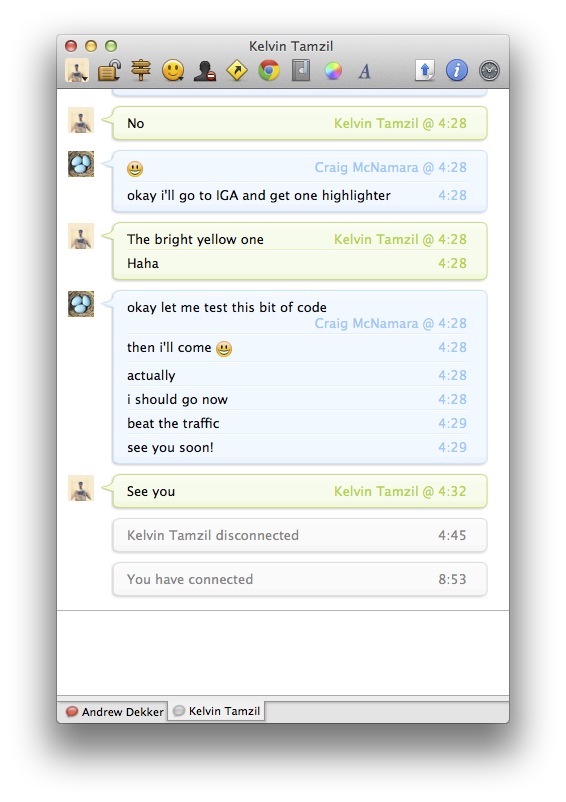 Kelvin Tamzil
No Kelvin Tamzil @ 4:28
Craig McNamara @ 4:28
okay i'll go to IGA and get one highlighter 4:28
The bright yellow one Kelvin Tamzil @ 4:28
Haha 4:28
okay let me test this bit of code
Craig McNamara @ 4:28
then i'll come 4:28
actually 4:28
i should go now 4:28
beat the traffic 4:29
see you soon! 4:29
See you Kelvin Tamzil @ 4:32
Kelvin Tamzil disconnected 4:45
You have connected 8:53
Andrew Dekker Kelvin Tamzil